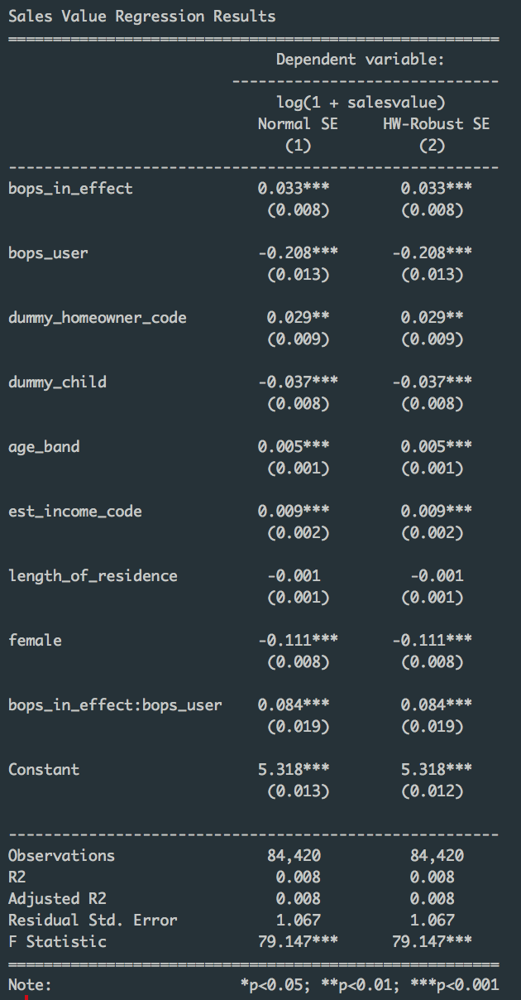 Sales Value Regression Results
=======================================================
Dependent variable:
------------------------------
log(1 + salesvalue)
Normal SE HW-Robust SE
(1) (2)
-------------------------------------------------------
bops_in_effect 0.033*** 0.033***
(0.008) (0.008)
bops_user -0.208*** -0.208***
(0.013) (0.013)
dummy_homeowner_code 0.029** 0.029**
(0.009) (0.009)
dummy_child -0.037*** -0.037***
(0.008) (0.008)
age_band 0.005*** 0.005***
(0.001) (0.001)
est_income_code 0.009*** 0.009***
(0.002) (0.002)
length_of_residence -0.001 -0.001
(0.001) (0.001)
female -0.111*** -0.111***
(0.008) (0.008)
bops_in_effect:bops_user 0.084*** 0.084***
(0.019) (0.019)
Constant 5.318*** 5.318***
(0.013) (0.012)
-------------------------------------------------------
Observations 84,420 84,420
R2 0.008 0.008
Adjusted R2 0.008 0.008
Residual Std. Error 1.067 1.067
F Statistic 79.147*** 79.147***
=======================================================
Note: *p<0.05; **p<0.01; ***p<0.001